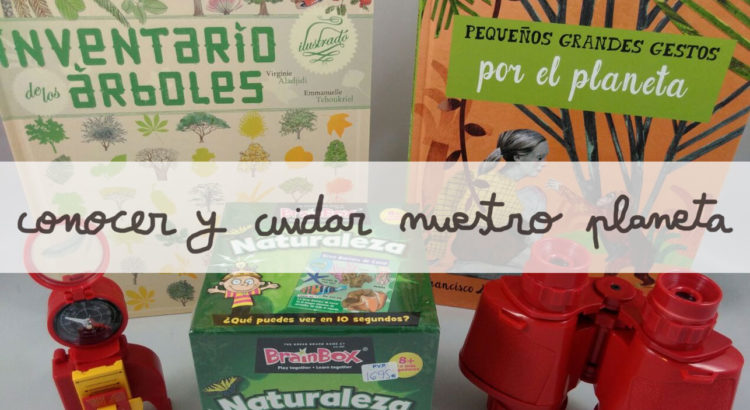 INVENTARIO
ilustrado
de los ÁRBOLES
Virginie
Aladjidi
Emmanuelle
Tchoukriel
PEQUEÑOS GRANDES GESTOS
por el planeta
conocer y cuidar nuestro planeta
BRAINBOX
Naturaleza
¿Qué puedes ver en 10 segundos?
BrainBox
Play together • Learn together
8+
P.V.P.
16.95€
Naturaleza